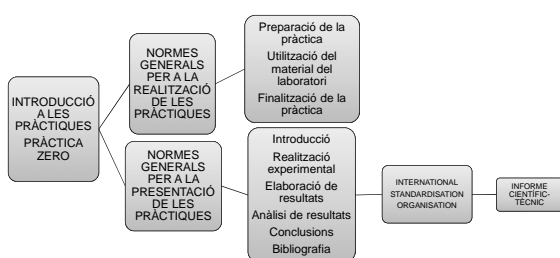 INTRODUCCIÓ
A LES
PRÀCTIQUES
PRÀCTICA
ZERO
NORMES
GENERALS
PER A LA
REALITZACIÓ
DE LES
PRÀCTIQUES
Preparació de la
pràctica
Utilització del
material del
laboratori
Finalització de la
pràctica
NORMES
GENERALS
PER A LA
PRESENTACIÓ
DE LES
PRÀCTIQUES
Introducció
Realització
experimental
Elaboració de
resultats
Anàlisi de resultats
Conclusions
Bibliografia
INTERNATIONAL
STANDARDISATION
ORGANISATION
INFORME
CIENTÍFIC-
TÈCNIC